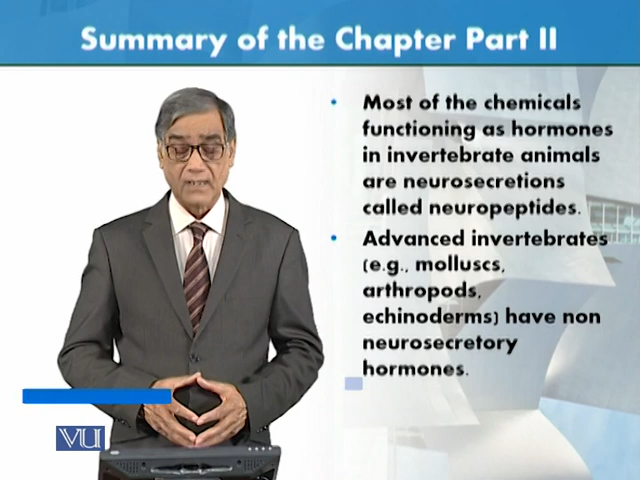 Summary of the Chapter Part II
• Most of the chemicals
functioning as hormones
in invertebrate animals
are neurosecretions
called neuropeptides.
• Advanced invertebrates
(e.g., molluscs,
arthropods,
echinoderms) have non
neurosecretory
hormones.
VU